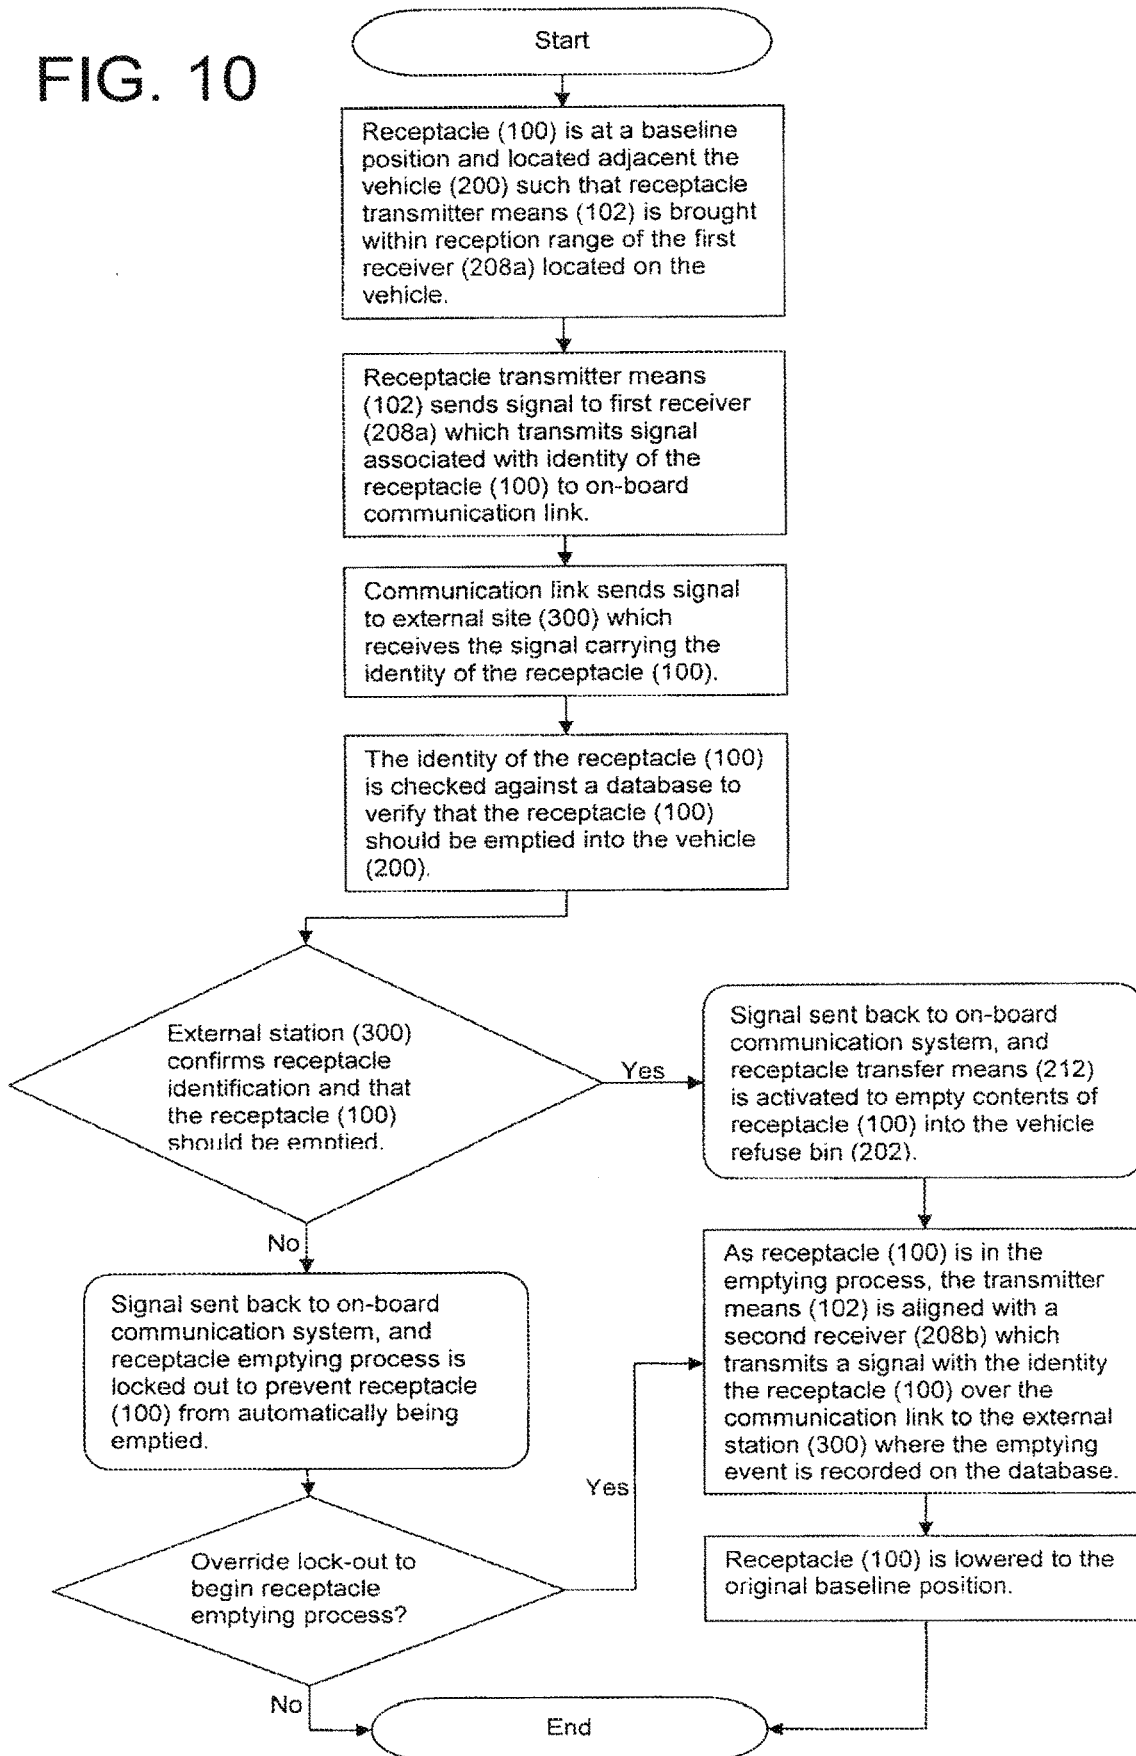 FIG. 10
Start
Receptacle (100) is at a baseline
position and located adjacent the
vehicle (200) such that receptacle
transmitter means (102) is brought
within reception range of the first
receiver (208a) located on the
vehicle.
Receptacle transmitter means
(102) sends signal to first receiver
(208a) which transmits signal
associated with identity of the
receptacle (100) to on-board
communication link.
Communication link sends signal
to external site (300) which
receives the signal carrying the
identity of the receptacle (100).
The identity of the receptacle (100)
is checked against a database to
verify that the receptacle (100)
should be emptied into the vehicle
(200).
External station (300)
confirms receptacle
identification and that
the receptacle (100)
should be emptied.
Yes
Signal sent back to on-board
communication system, and
receptacle transfer means (212)
is activated to empty contents of
receptacle (100) into the vehicle
refuse bin (202).
No
Signal sent back to on-board
communication system, and
receptacle emptying process is
locked out to prevent receptacle
(100) from automatically being
emptied.
As receptacle (100) is in the
emptying process, the transmitter
means (102) is aligned with a
second receiver (208b) which
transmits a signal with the identity
the receptacle (100) over the
communication link to the external
station (300) where the emptying
event is recorded on the database.
Yes
Override lock-out to
begin receptacle
emptying process?
Receptacle (100) is lowered to the
original baseline position.
No
End